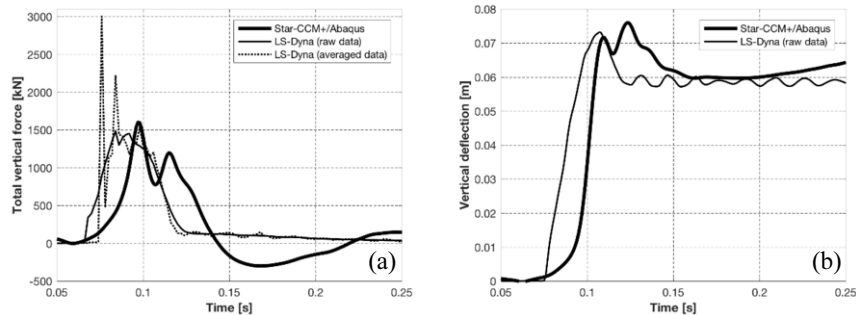 3000
2500
2000
1500
1000
500
0
-500
Total vertical force [kN]
Star-CCM+/Abaqus
LS-Dyna (raw data)
LS-Dyna (averaged data)
(a)
0.05 0.1 0.15 0.2 0.25
Time [s]
0.08
0.07
0.06
0.05
0.04
0.03
0.02
0.01
0
Vertical deflection [m]
Star-CCM+/Abaqus
LS-Dyna (raw data)
(b)
0.05 0.1 0.15 0.2 0.25
Time [s]